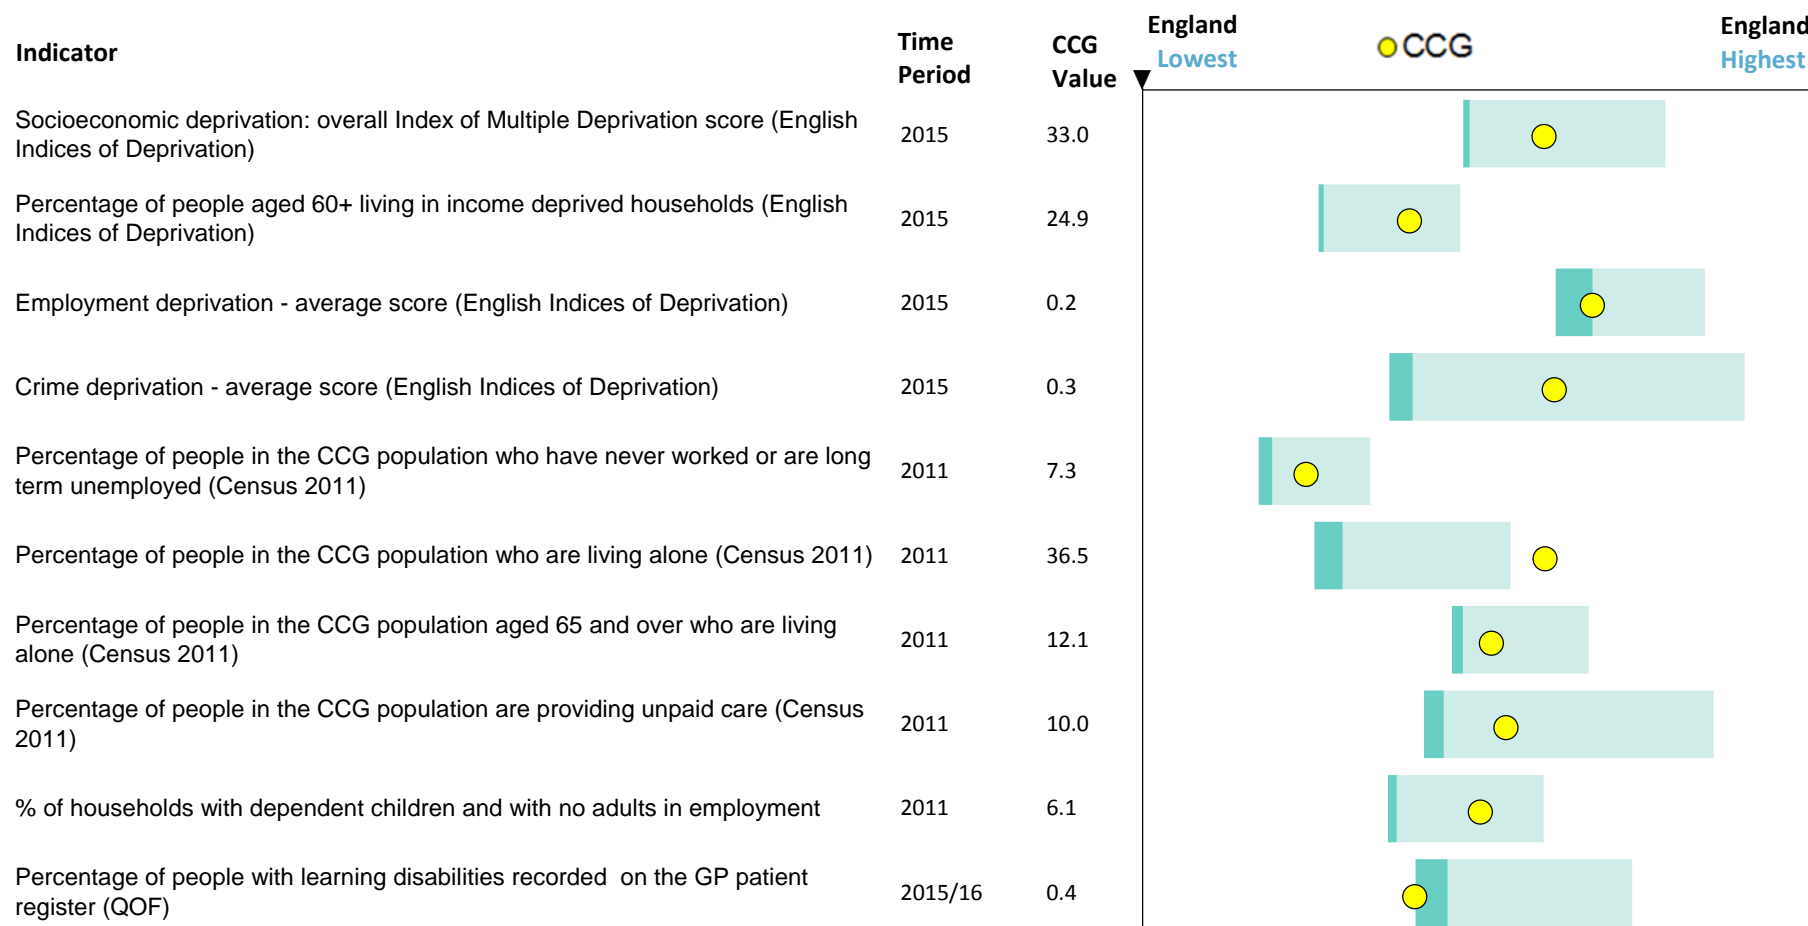 Indicator
Time
Period
CCG
Value
England
Lowest
CCG
England
Highest
Socioeconomic deprivation: overall Index of Multiple Deprivation score (English
Indices of Deprivation)
2015
33.0
Percentage of people aged 60+ living in income deprived households (English
Indices of Deprivation)
2015
24.9
Employment deprivation - average score (English Indices of Deprivation)
2015
0.2
Crime deprivation - average score (English Indices of Deprivation)
2015
0.3
Percentage of people in the CCG population who have never worked or are long
term unemployed (Census 2011)
2011
7.3
Percentage of people in the CCG population who are living alone (Census 2011)
2011
36.5
Percentage of people in the CCG population aged 65 and over who are living
alone (Census 2011)
2011
12.1
Percentage of people in the CCG population are providing unpaid care (Census
2011)
2011
10.0
% of households with dependent children and with no adults in employment
2011
6.1
Percentage of people with learning disabilities recorded  on the GP patient
register (QOF)
2015/16
0.4